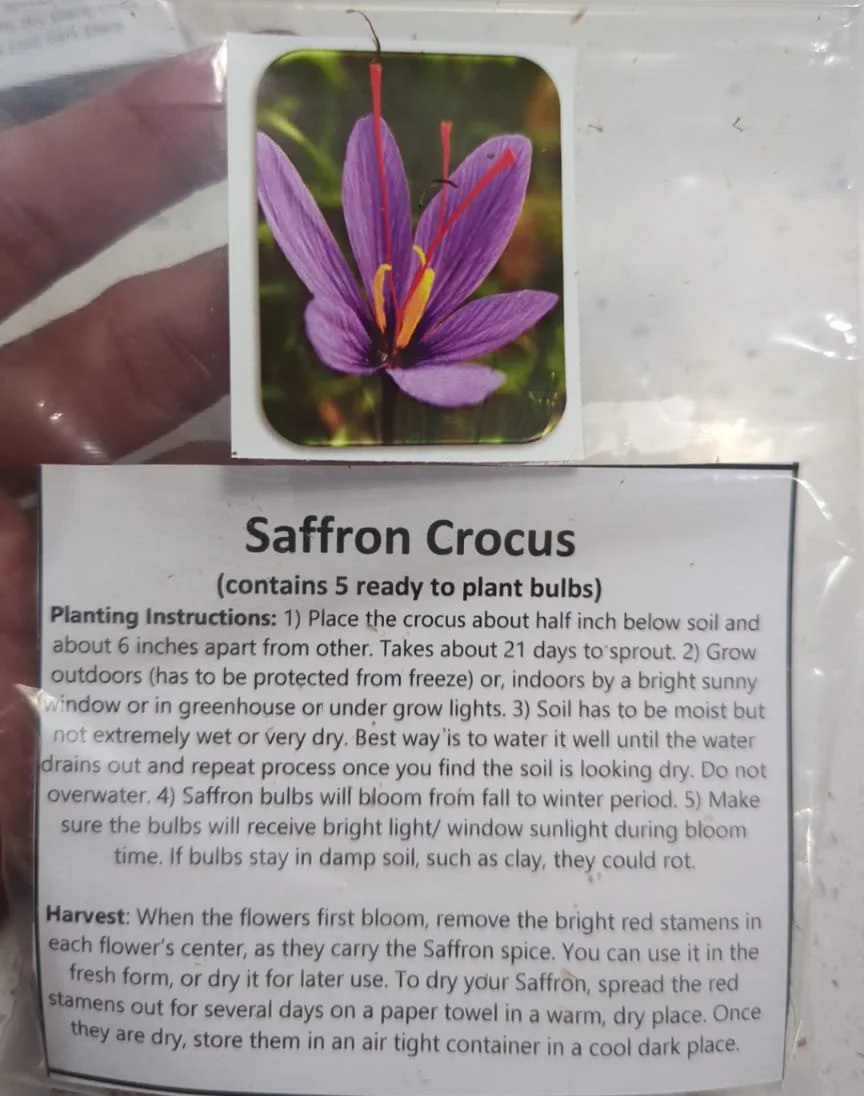 Saffron Crocus
(contains 5 ready to plant bulbs)
Planting Instructions: 1) Place the crocus about half inch below soil and
about 6 inches apart from other. Takes about 21 days to sprout. 2) Grow
outdoors (has to be protected from freeze) or, indoors by a bright sunny
window or in greenhouse or under grow lights. 3) Soil has to be moist but
not extremely wet or very dry. Best way is to water it well until the water
drains out and repeat process once you find the soil is looking dry. Do not
overwater. 4) Saffron bulbs will bloom from fall to winter period. 5) Make
sure the bulbs will receive bright light/ window sunlight during bloom
time. If bulbs stay in damp soil, such as clay, they could rot.
Harvest: When the flowers first bloom, remove the bright red stamens in
each flower's center, as they carry the Saffron spice. You can use it in the
fresh form, or dry it for later use. To dry your Saffron, spread the red
stamens out for several days on a paper towel in a warm, dry place. Once
they are dry, store them in an air tight container in a cool dark place.